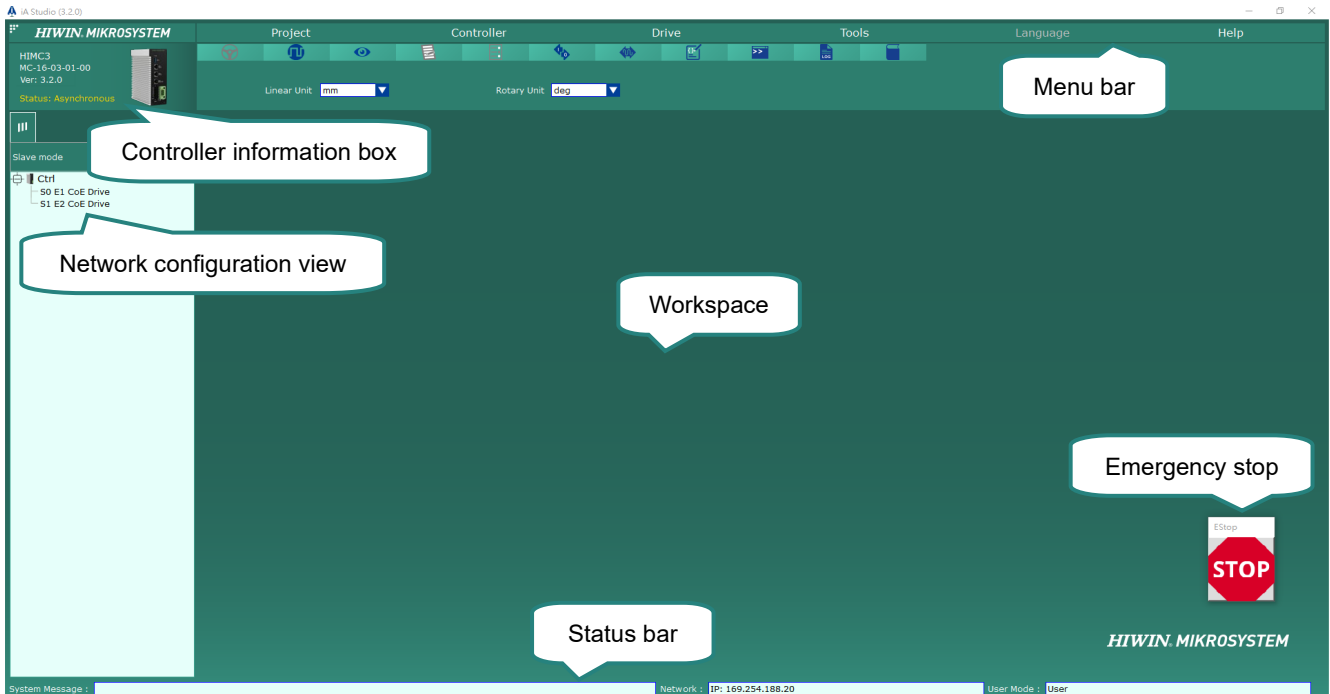 iA Studio (3.2.0)
HIWIN. MIKROSYSTEM
Project
Controller
Drive
Tools
Language
Help
HIMC3
MC-16-03-01-00
Ver: 3.2.0
Status: Asynchronous
>>
LOG
Linear Unit mm
Rotary Unit deg
Menu bar
Controller information box
Slave mode
Ctrl
S0 E1 CoE Drive
S1 E2 CoE Drive
Network configuration view
Workspace
Emergency stop
EStop
STOP
Status bar
HIWIN. MIKROSYSTEM
System Message :
Network : IP: 169.254.188.20
User Mode : User